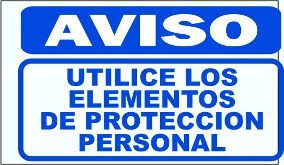 AVISO
UTILICE LOS
ELEMENTOS
DE PROTECCION
PERSONAL